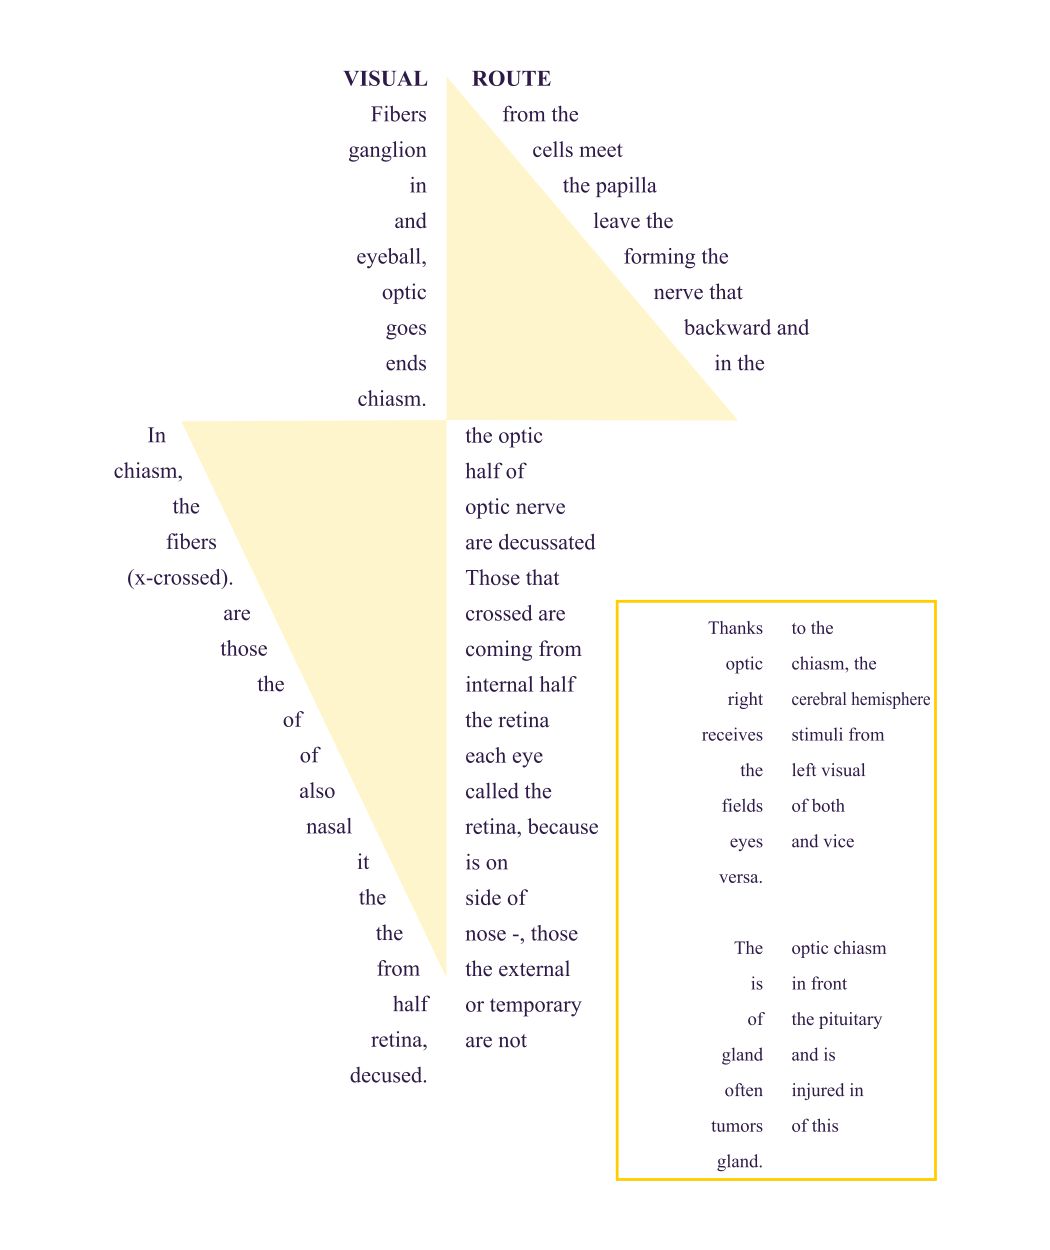 VISUAL ROUTE
Fibers from the
ganglion cells meet
in the papilla
and leave the
eyeball, forming the
optic nerve that
goes backward and
ends in the
chiasm.
In the optic
chiasm, half of
the optic nerve
fibers are decussated
(x-crossed). Those that
are crossed are
those coming from
the internal half
of the retina
of each eye
also called the
nasal retina, because
it is on
the side of
the nose -, those
from the external
half or temporary
retina, are not
decused.
Thanks to the
optic chiasm, the
right cerebral hemisphere
receives stimuli from
the left visual
fields of both
eyes and vice
versa.
The optic chiasm
is in front
of the pituitary
gland and is
often injured in
tumors of this
gland.